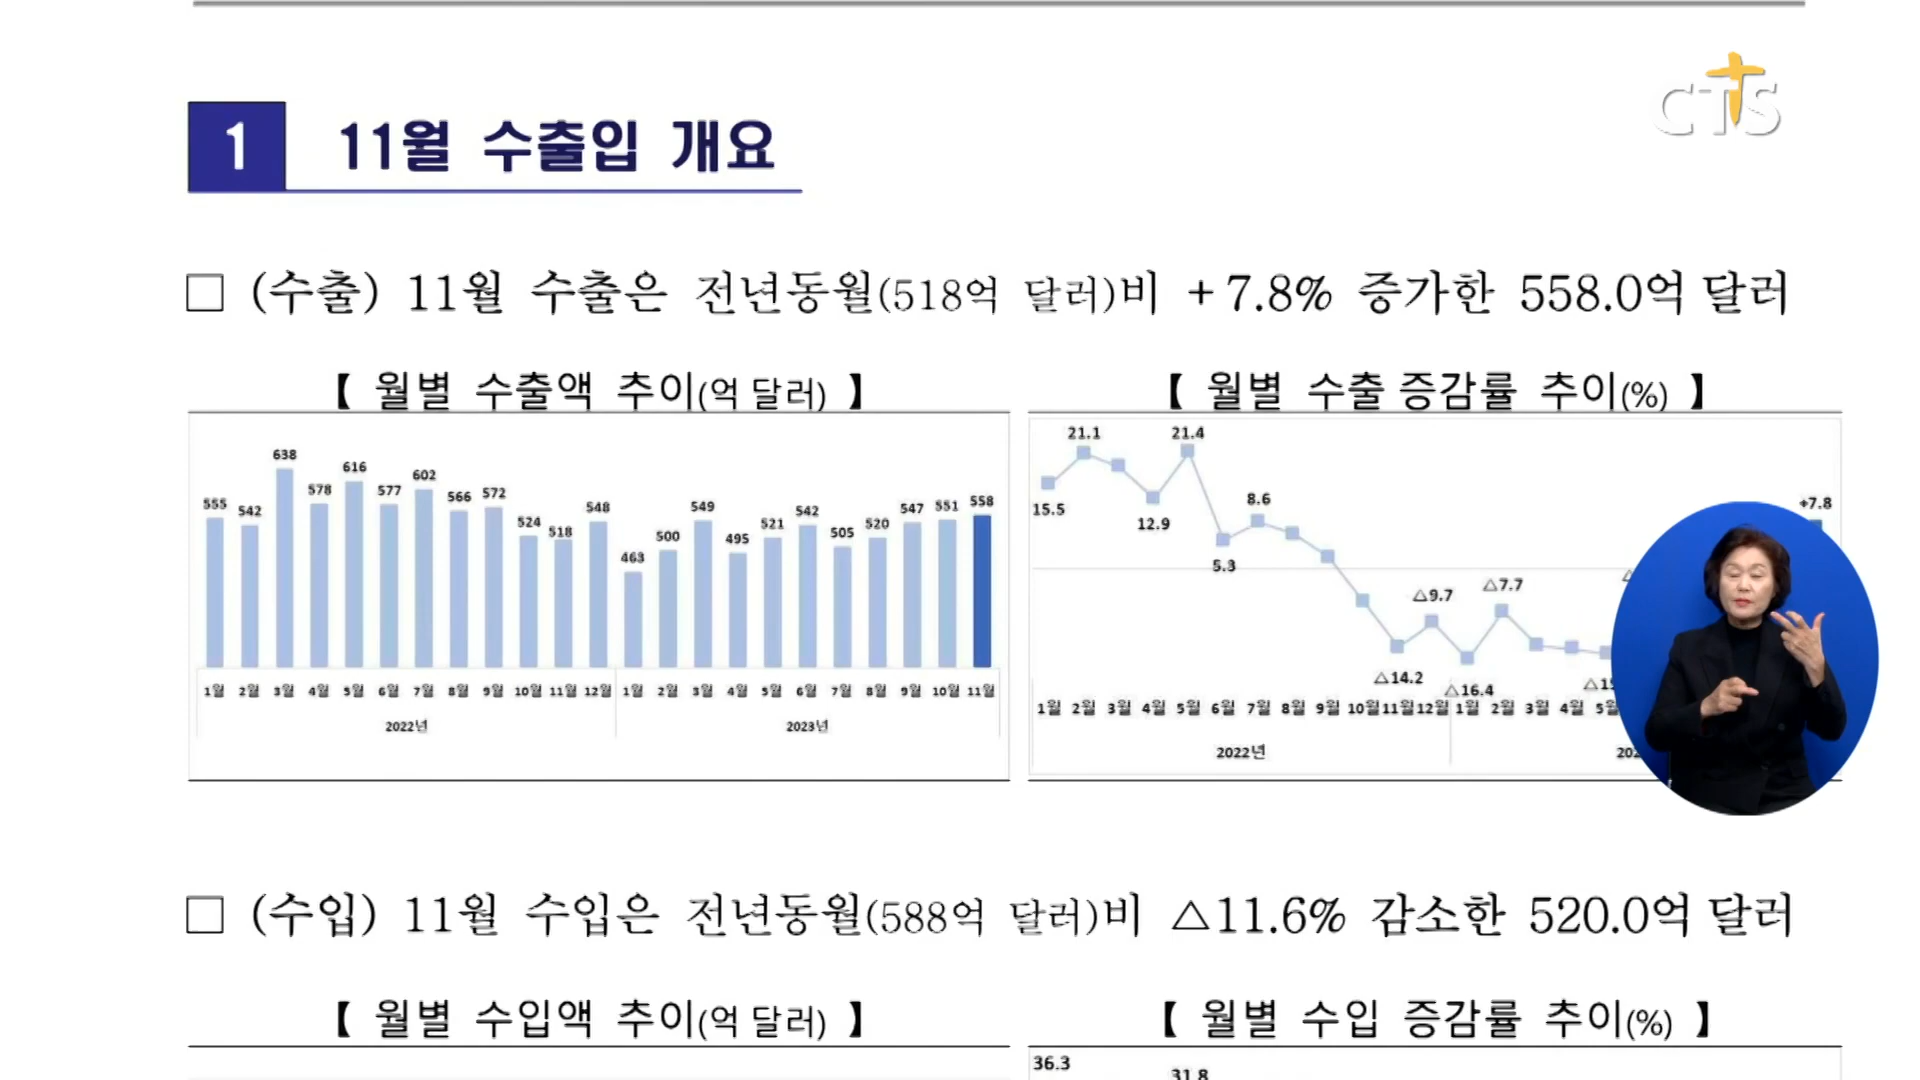 CTS
1 11월 수출입 개요
□ (수출) 11월 수출은 전년동월(518억 달러)비 +7.8% 증가한 558.0억 달러
【 월별 수출액 추이(억 달러) 】
555 542 638 578 616 577 602 566 572 524 518 548 463 500 549 495 521 542 505 520 547 551 558
1월 2월 3월 4월 5월 6월 7월 8월 9월 10월 11월 12월 1월 2월 3월 4월 5월 6월 7월 8월 9월 10월 11월
2022년 2023년
【 월별 수출 증감률 추이(%) 】
15.5 21.1 12.9 21.4 5.3 8.6 △14.2 △9.7 △16.4 △7.7 +7.8
1월 2월 3월 4월 5월 6월 7월 8월 9월 10월 11월 12월 1월 2월 3월 4월
2022년
□ (수입) 11월 수입은 전년동월(588억 달러)비 △11.6% 감소한 520.0억 달러
【 월별 수입액 추이(억 달러) 】
【 월별 수입 증감률 추이(%) 】
36.3
31.8